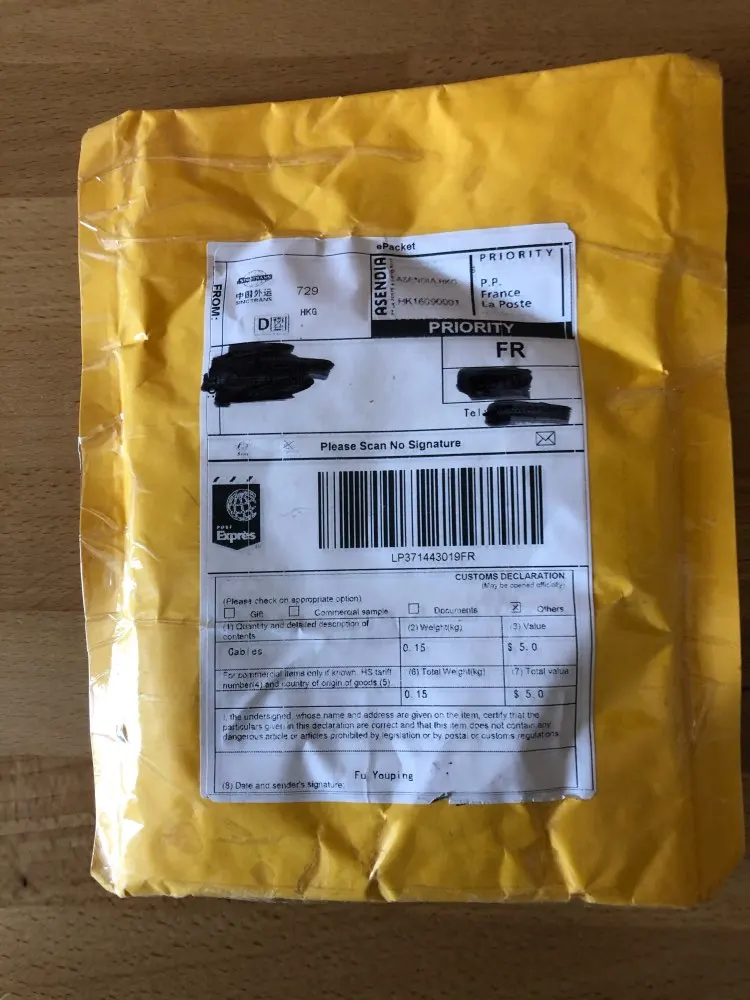 ePacket
FROM:
SINOTRANS
中国外运
SINOTRANS
729
HKG
D
ASENDIA
ASENDIA HKG
HK16090001
PRIORITY
P.P.
France
La Poste
PRIORITY
FR
Tel
Please Scan No Signature
POST
Exprès
LP371443019FR
CUSTOMS DECLARATION
(May be opened officially)
(Please check on appropriate option)
Gift Commercial sample Documents Others
(1) Quantity and detailed description of contents
(2) Weight(kg)
(3) Value
Cables
0.15
$ 5.0
For commercial items only if known, HS tariff
number(4) and country of origin of goods (5)
(6) Total Weight(kg)
(7) Total value
0.15
$ 5.0
I, the undersigned, whose name and address are given on the item, certify that the
particulars given in this declaration are correct and that this item does not contain any
dangerous article or articles prohibited by legislation or by postal or customs regulations
Fu Youping
(8) Date and sender's signature: